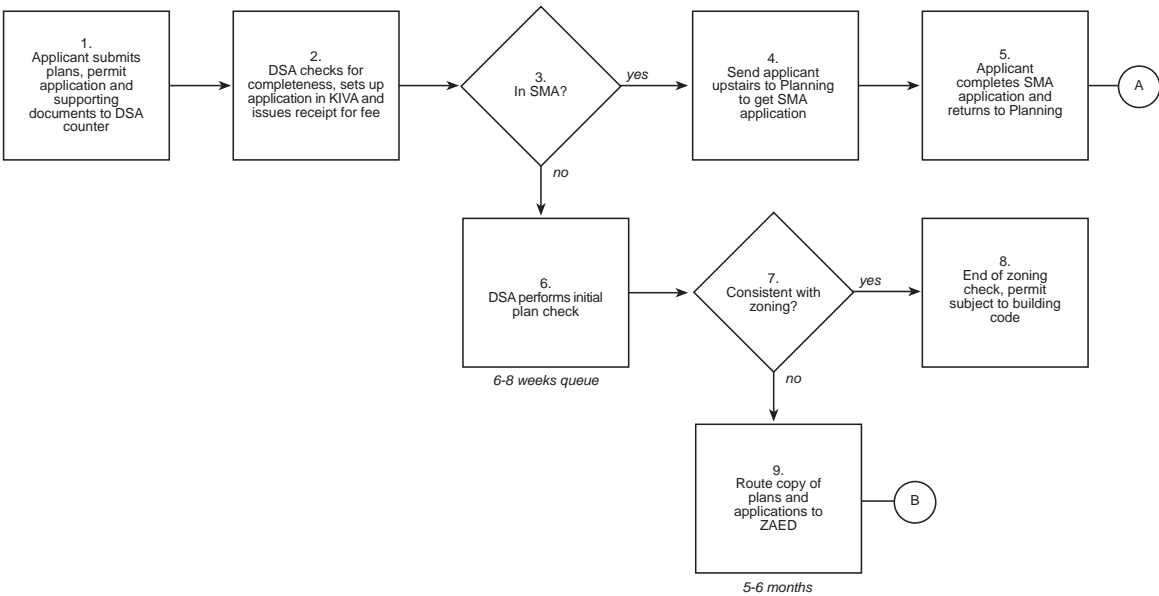 1.
Applicant submits
plans, permit
application and
supporting
documents to DSA
counter
2.
DSA checks for
completeness, sets up
application in KIVA and
issues receipt for fee
3.
In SMA?
yes
no
4.
Send applicant
upstairs to Planning
to get SMA
application
5.
Applicant
completes SMA
application and
returns to Planning
A
6.
DSA performs initial
plan check
6-8 weeks queue
7.
Consistent with
zoning?
yes
no
8.
End of zoning
check, permit
subject to building
code
9.
Route copy of
plans and
applications to
ZAED
5-6 months
B